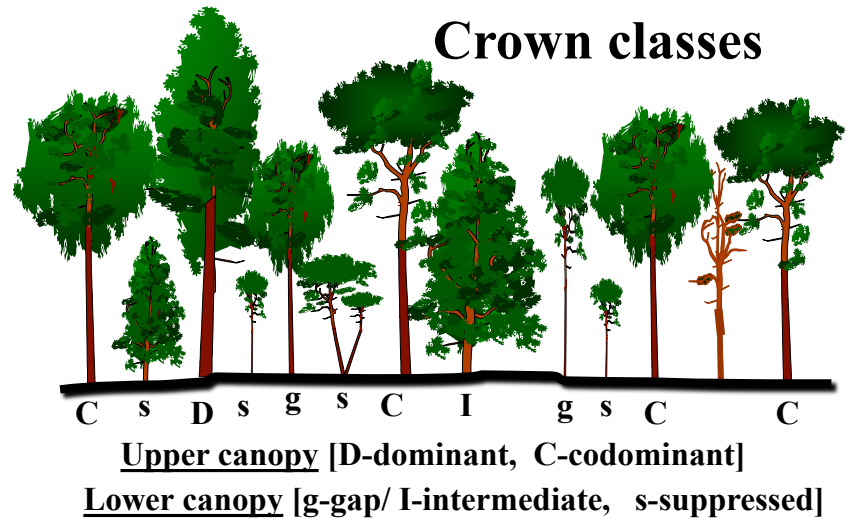 Crown classes
C s D s g s C I g s C C
Upper canopy [D-dominant, C-codominant]
Lower canopy [g-gap/ I-intermediate, s-suppressed]